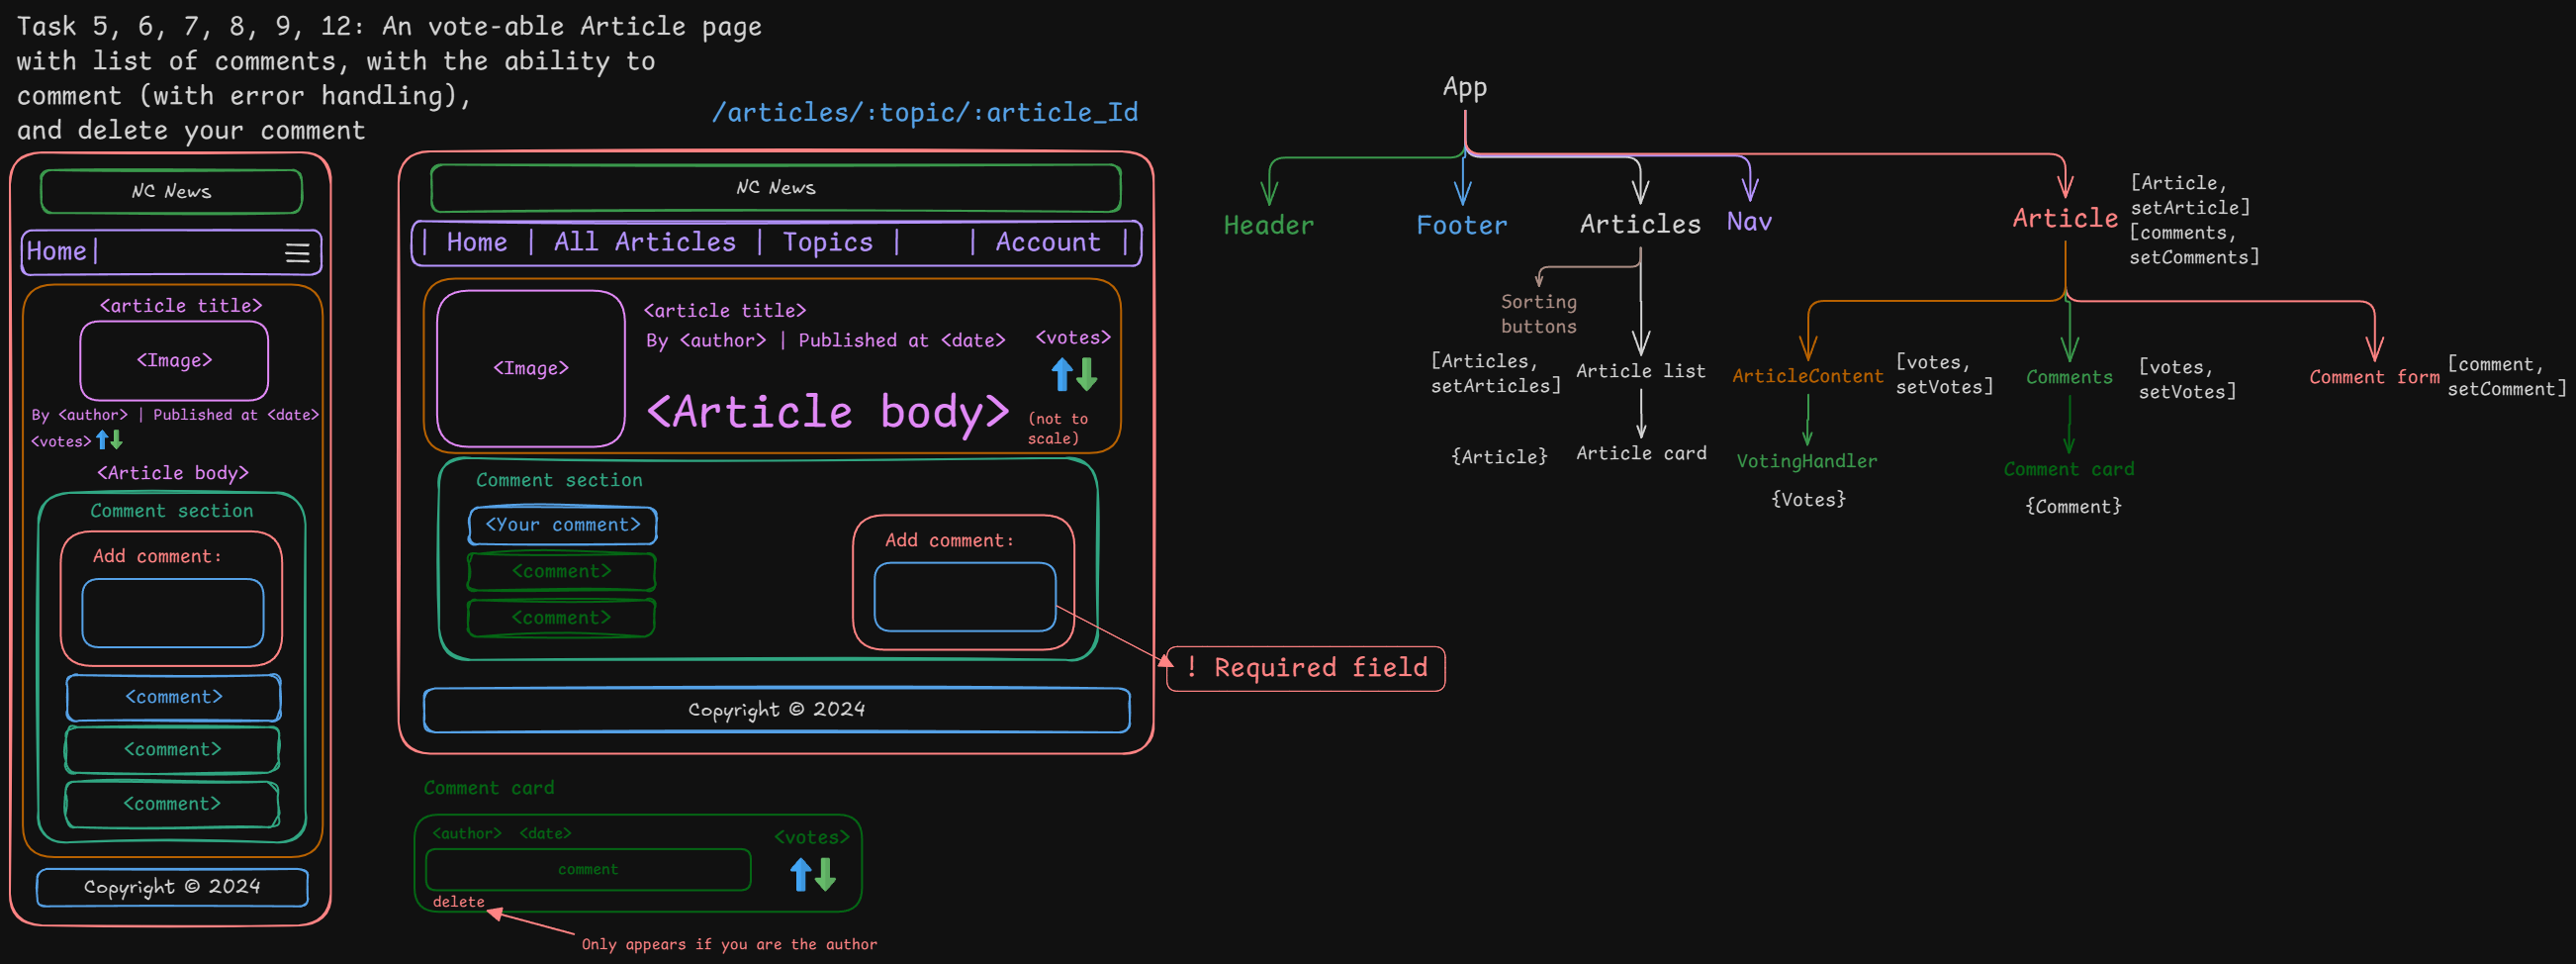 Task 5, 6, 7, 8, 9, 12: An vote-able Article page
with list of comments, with the ability to
comment (with error handling),
and delete your comment
NC News
Home|
<article title>
<Image>
By <author> | Published at <date>
<votes>
<Article body>
Comment section
Add comment:
<comment>
<comment>
<comment>
Copyright © 2024
/articles/:topic/:article_Id
NC News
| Home | All Articles | Topics | | Account |
<Image>
<article title>
By <author> | Published at <date>
<votes>
<Article body>
(not to
scale)
Comment section
<Your comment>
<comment>
<comment>
Add comment:
! Required field
Copyright © 2024
Comment card
<author> <date>
<votes>
comment
delete
Only appears if you are the author
App
Header
Footer
Articles
Nav
Article
[Article,
setArticle]
[comments,
setComments]
Sorting
buttons
[Articles,
setArticles]
Article list
ArticleContent
[votes,
setVotes]
Comments
[votes,
setVotes]
Comment form
[comment,
setComment]
{Article}
Article card
VotingHandler
{Votes}
Comment card
{Comment}